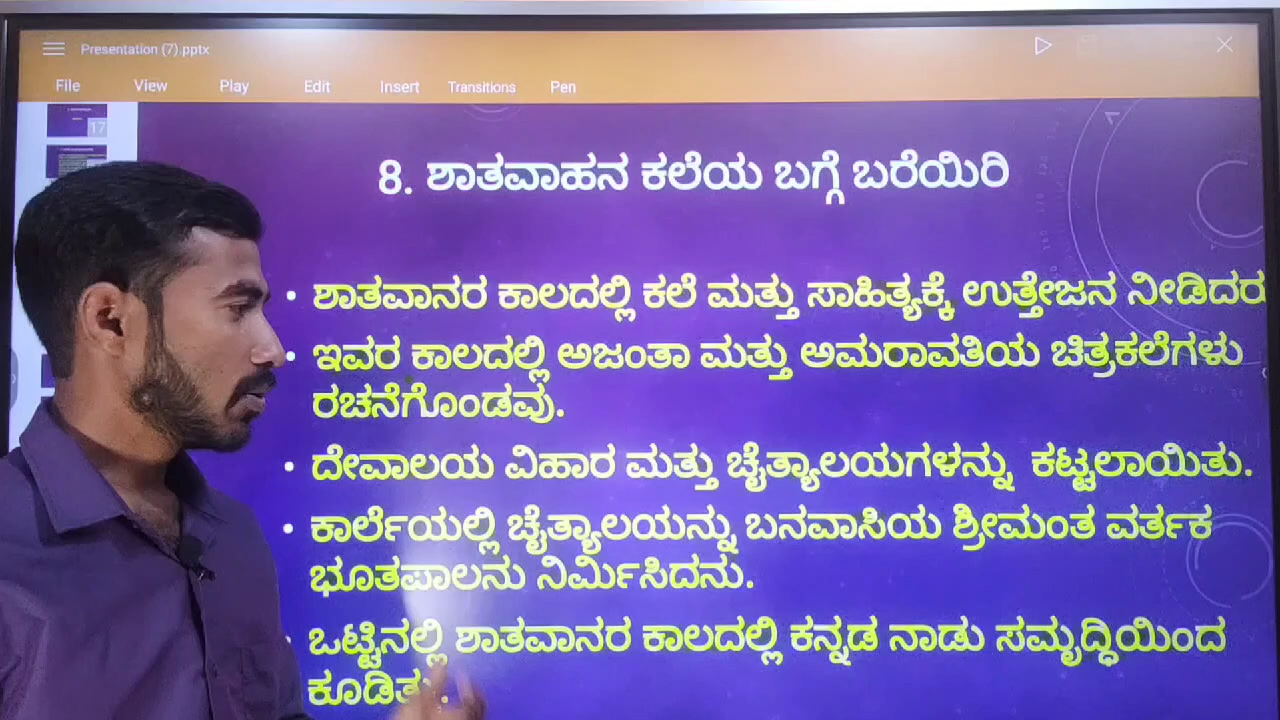 Presentation (7).pptx
File View Play Edit Insert Transitions Pen
17
8. ಶಾತವಾಹನ ಕಲೆಯ ಬಗ್ಗೆ ಬರೆಯಿರಿ
• ಶಾತವಾನರ ಕಾಲದಲ್ಲಿ ಕಲೆ ಮತ್ತು ಸಾಹಿತ್ಯಕ್ಕೆ ಉತ್ತೇಜನ ನೀಡಿದರ
• ಇವರ ಕಾಲದಲ್ಲಿ ಅಜಂತಾ ಮತ್ತು ಅಮರಾವತಿಯ ಚಿತ್ರಕಲೆಗಳು
ರಚನೆಗೊಂಡವು.
• ದೇವಾಲಯ ವಿಹಾರ ಮತ್ತು ಚೈತ್ಯಾಲಯಗಳನ್ನು ಕಟ್ಟಲಾಯಿತು.
• ಕಾರ್ಲೆಯಲ್ಲಿ ಚೈತ್ಯಾಲಯನ್ನು ಬನವಾಸಿಯ ಶ್ರೀಮಂತ ವರ್ತಕ
ಭೂತಪಾಲನು ನಿರ್ಮಿಸಿದನು.
• ಒಟ್ಟಿನಲ್ಲಿ ಶಾತವಾನರ ಕಾಲದಲ್ಲಿ ಕನ್ನಡ ನಾಡು ಸಮೃದ್ಧಿಯಿಂದ
ಕೂಡಿತು.